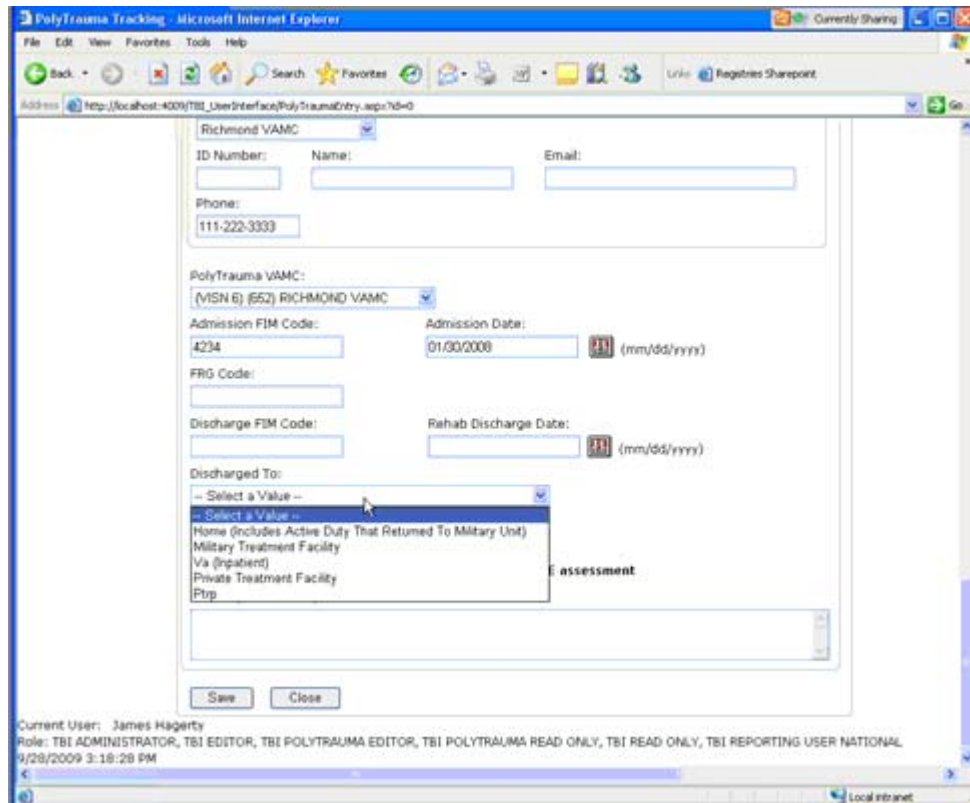 PolyTrauma Tracking - Microsoft Internet Explorer
Currently Sharing
File Edit View Favorites Tools Help
Back Search Favorites Links Registries Sharepoint
Address http://localhost:4009/TBI_UserInterface/PolyTraumaEntry.aspx?id=0 Go
Richmond VAMC
ID Number: Name: Email:
Phone:
111-222-3333
PolyTrauma VAMC:
(VISN 6) (652) RICHMOND VAMC
Admission FIM Code: Admission Date:
4234 01/30/2008 (mm/dd/yyyy)
FRG Code:
Discharge FIM Code: Rehab Discharge Date:
(mm/dd/yyyy)
Discharged To:
-- Select a Value --
-- Select a Value --
Home (Includes Active Duty That Returned To Military Unit)
Military Treatment Facility
Va (Inpatient)
Private Treatment Facility
Ptrp
E assessment
Save Close
Current User: James Hagerty
Role: TBI ADMINISTRATOR, TBI EDITOR, TBI POLYTRAUMA EDITOR, TBI POLYTRAUMA READ ONLY, TBI READ ONLY, TBI REPORTING USER NATIONAL
9/28/2009 3:18:28 PM
Local intranet